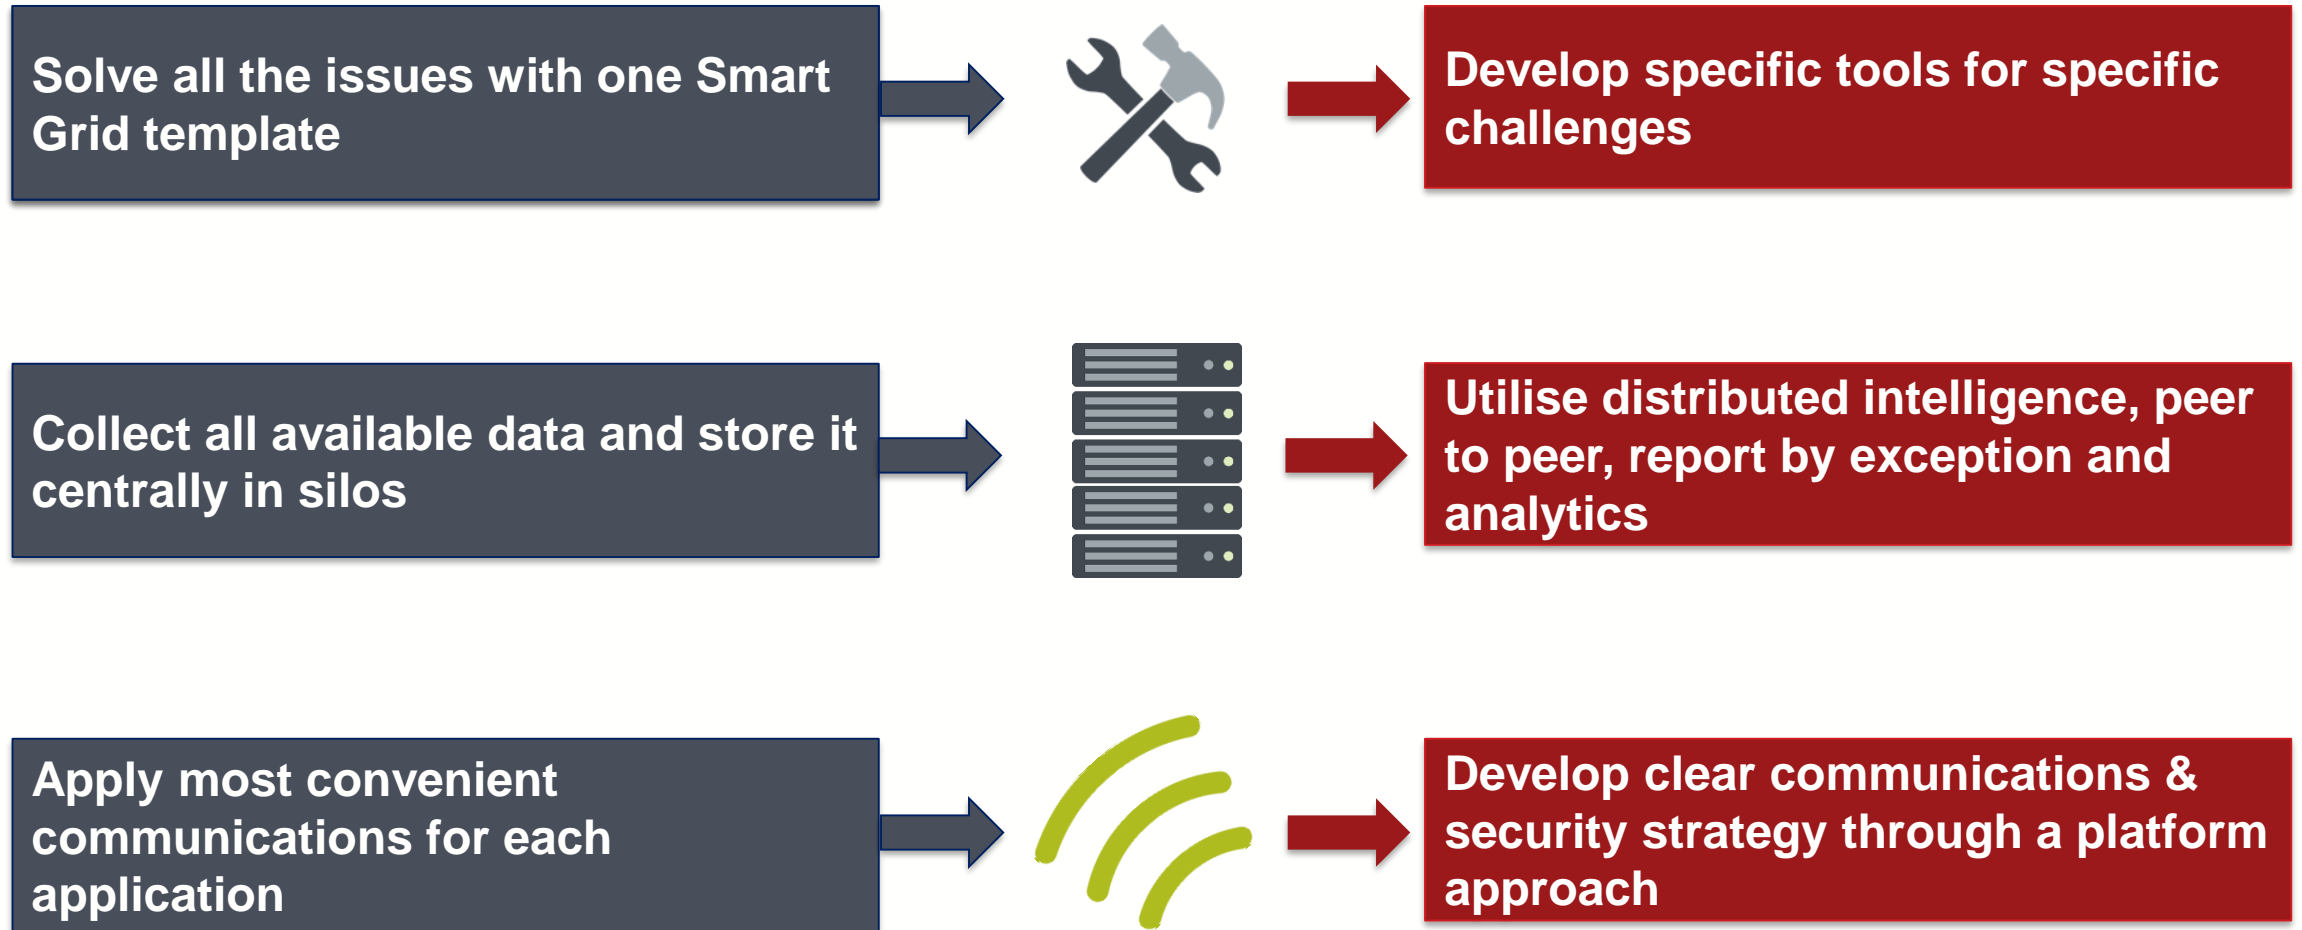 Solve all the issues with one Smart
Grid template
Develop specific tools for specific
challenges
Collect all available data and store it
centrally in silos
Utilise distributed intelligence, peer
to peer, report by exception and
analytics
Apply most convenient
communications for each
application
Develop clear communications &
security strategy through a platform
approach